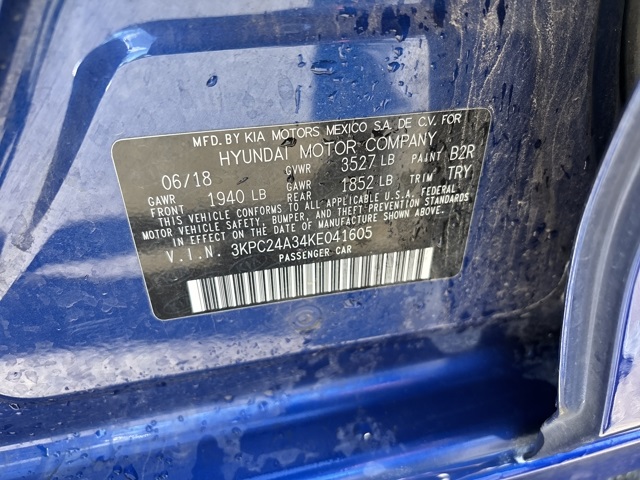 MFD. BY KIA MOTORS MEXICO S.A. DE C.V. FOR
HYUNDAI MOTOR COMPANY
06/18 GVWR 3527 LB PAINT B2R
GAWR FRONT 1940 LB GAWR REAR 1852 LB TRIM TRY
THIS VEHICLE CONFORMS TO ALL APPLICABLE U.S.A. FEDERAL
MOTOR VEHICLE SAFETY, BUMPER, AND THEFT PREVENTION STANDARDS
IN EFFECT ON THE DATE OF MANUFACTURE SHOWN ABOVE.
V.I.N. 3KPC24A34KE041605
PASSENGER CAR